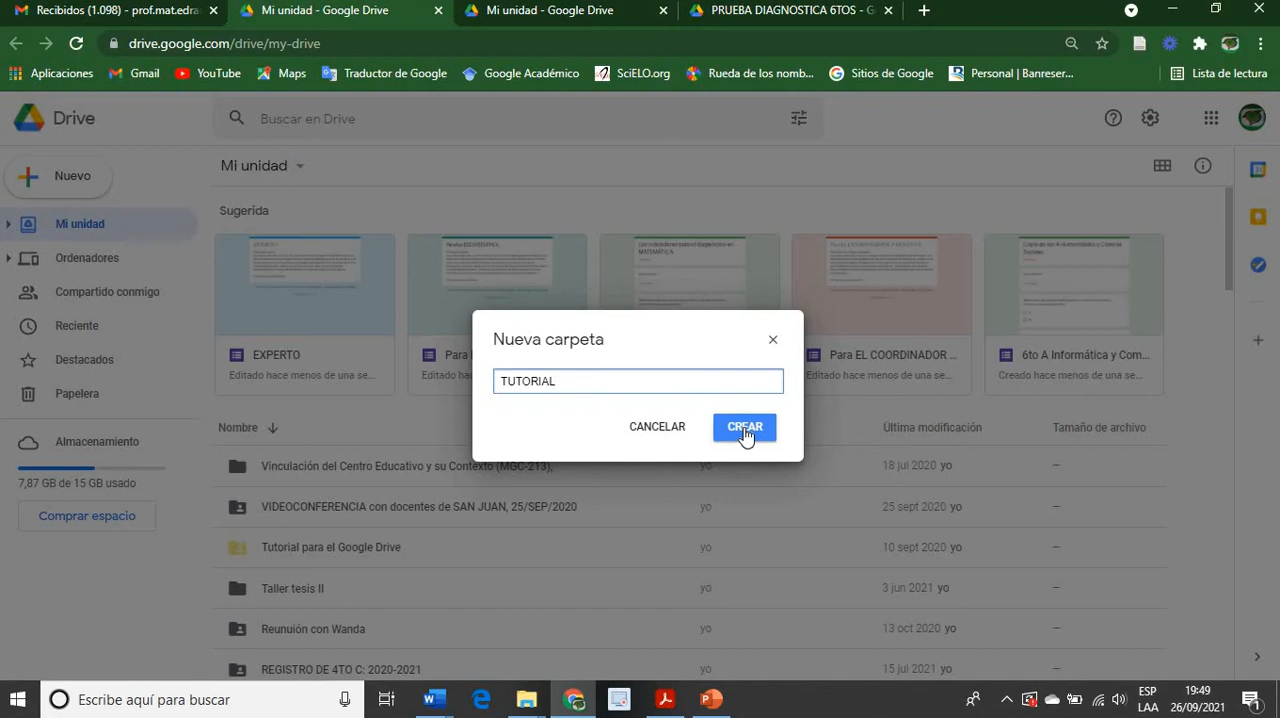 Recibidos (1.098) - prof.mat.edra
Mi unidad - Google Drive
Mi unidad - Google Drive
PRUEBA DIAGNOSTICA 6TOS - G
drive.google.com/drive/my-drive
Aplicaciones
Gmail
YouTube
Maps
Traductor de Google
Google Académico
SciELO.org
Rueda de los nomb...
Sitios de Google
Personal | Banreser...
Lista de lectura
Drive
Buscar en Drive
Nuevo
Mi unidad
Mi unidad
Ordenadores
Compartido conmigo
Reciente
Destacados
Papelera
Almacenamiento
7,87 GB de 15 GB usado
Comprar espacio
Sugerida
EXPERTO
Editado hace menos de una se...
Para
Editado
Para EL COORDINADOR ...
Editado hace menos de una se...
6to A Informática y Com...
Creado hace menos de una se...
Nueva carpeta
TUTORIAL
CANCELAR
CREAR
Nombre
Última modificación
Tamaño de archivo
Vinculación del Centro Educativo y su Contexto (MGC-213),
yo
18 jul 2020 yo
–
VIDEOCONFERENCIA con docentes de SAN JUAN, 25/SEP/2020
yo
25 sept 2020 yo
–
Tutorial para el Google Drive
yo
10 sept 2020 yo
–
Taller tesis II
yo
3 jun 2021 yo
–
Reunuión con Wanda
yo
13 oct 2020 yo
–
REGISTRO DE 4TO C: 2020-2021
yo
15 jul 2021 yo
–
Escribe aquí para buscar
ESP
LAA
19:49
26/09/2021